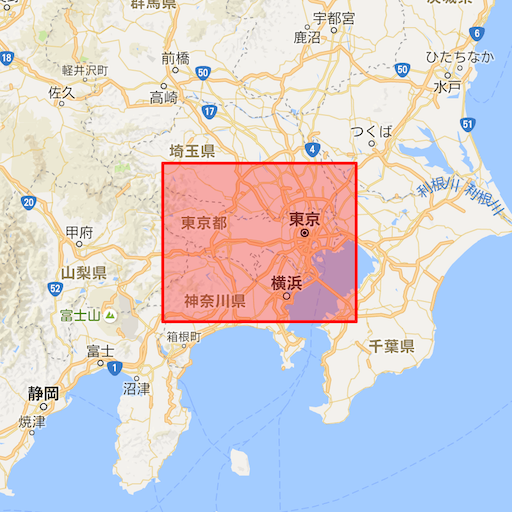 群馬県
宇都宮
茨城県
鹿沼
6
18
前橋
50
50
ひたちなか
軽井沢町
水戸
佐久
高崎
17
51
つくば
埼玉県
4
利根川
利根川
20
東京都
東京
甲府
山梨県
52
横浜
神奈川県
富士山
箱根町
千葉県
富士
1
沼津
静岡
焼津